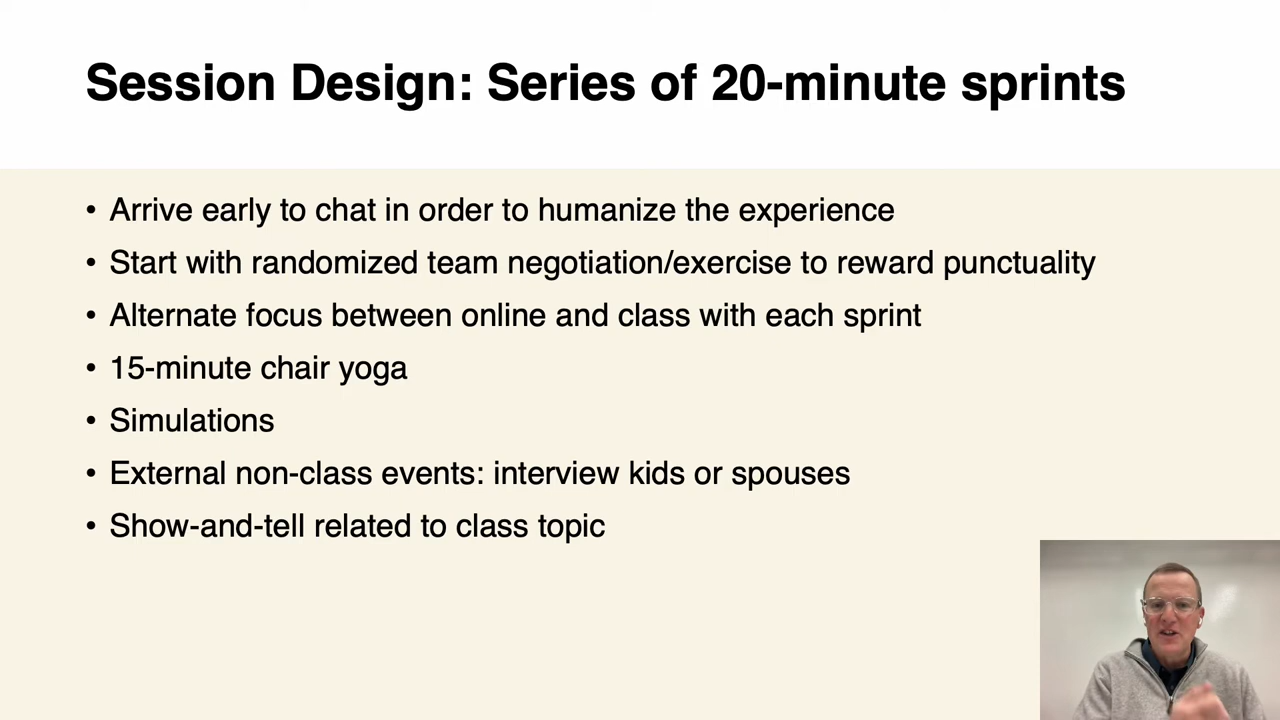 Session Design: Series of 20-minute sprints
• Arrive early to chat in order to humanize the experience
• Start with randomized team negotiation/exercise to reward punctuality
• Alternate focus between online and class with each sprint
• 15-minute chair yoga
• Simulations
• External non-class events: interview kids or spouses
• Show-and-tell related to class topic